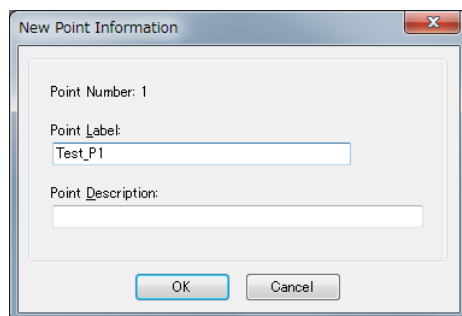 New Point Information
Point Number: 1
Point Label:
Test_P1
Point Description:
OK Cancel